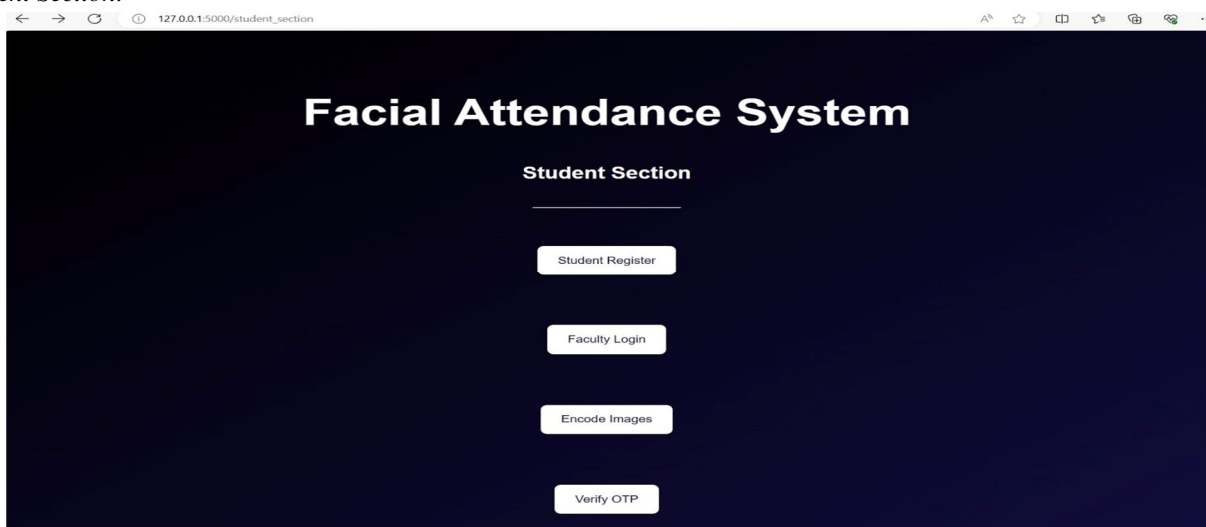 127.0.0.1:5000/student_section
Facial Attendance System
Student Section
Student Register
Faculty Login
Encode Images
Verify OTP